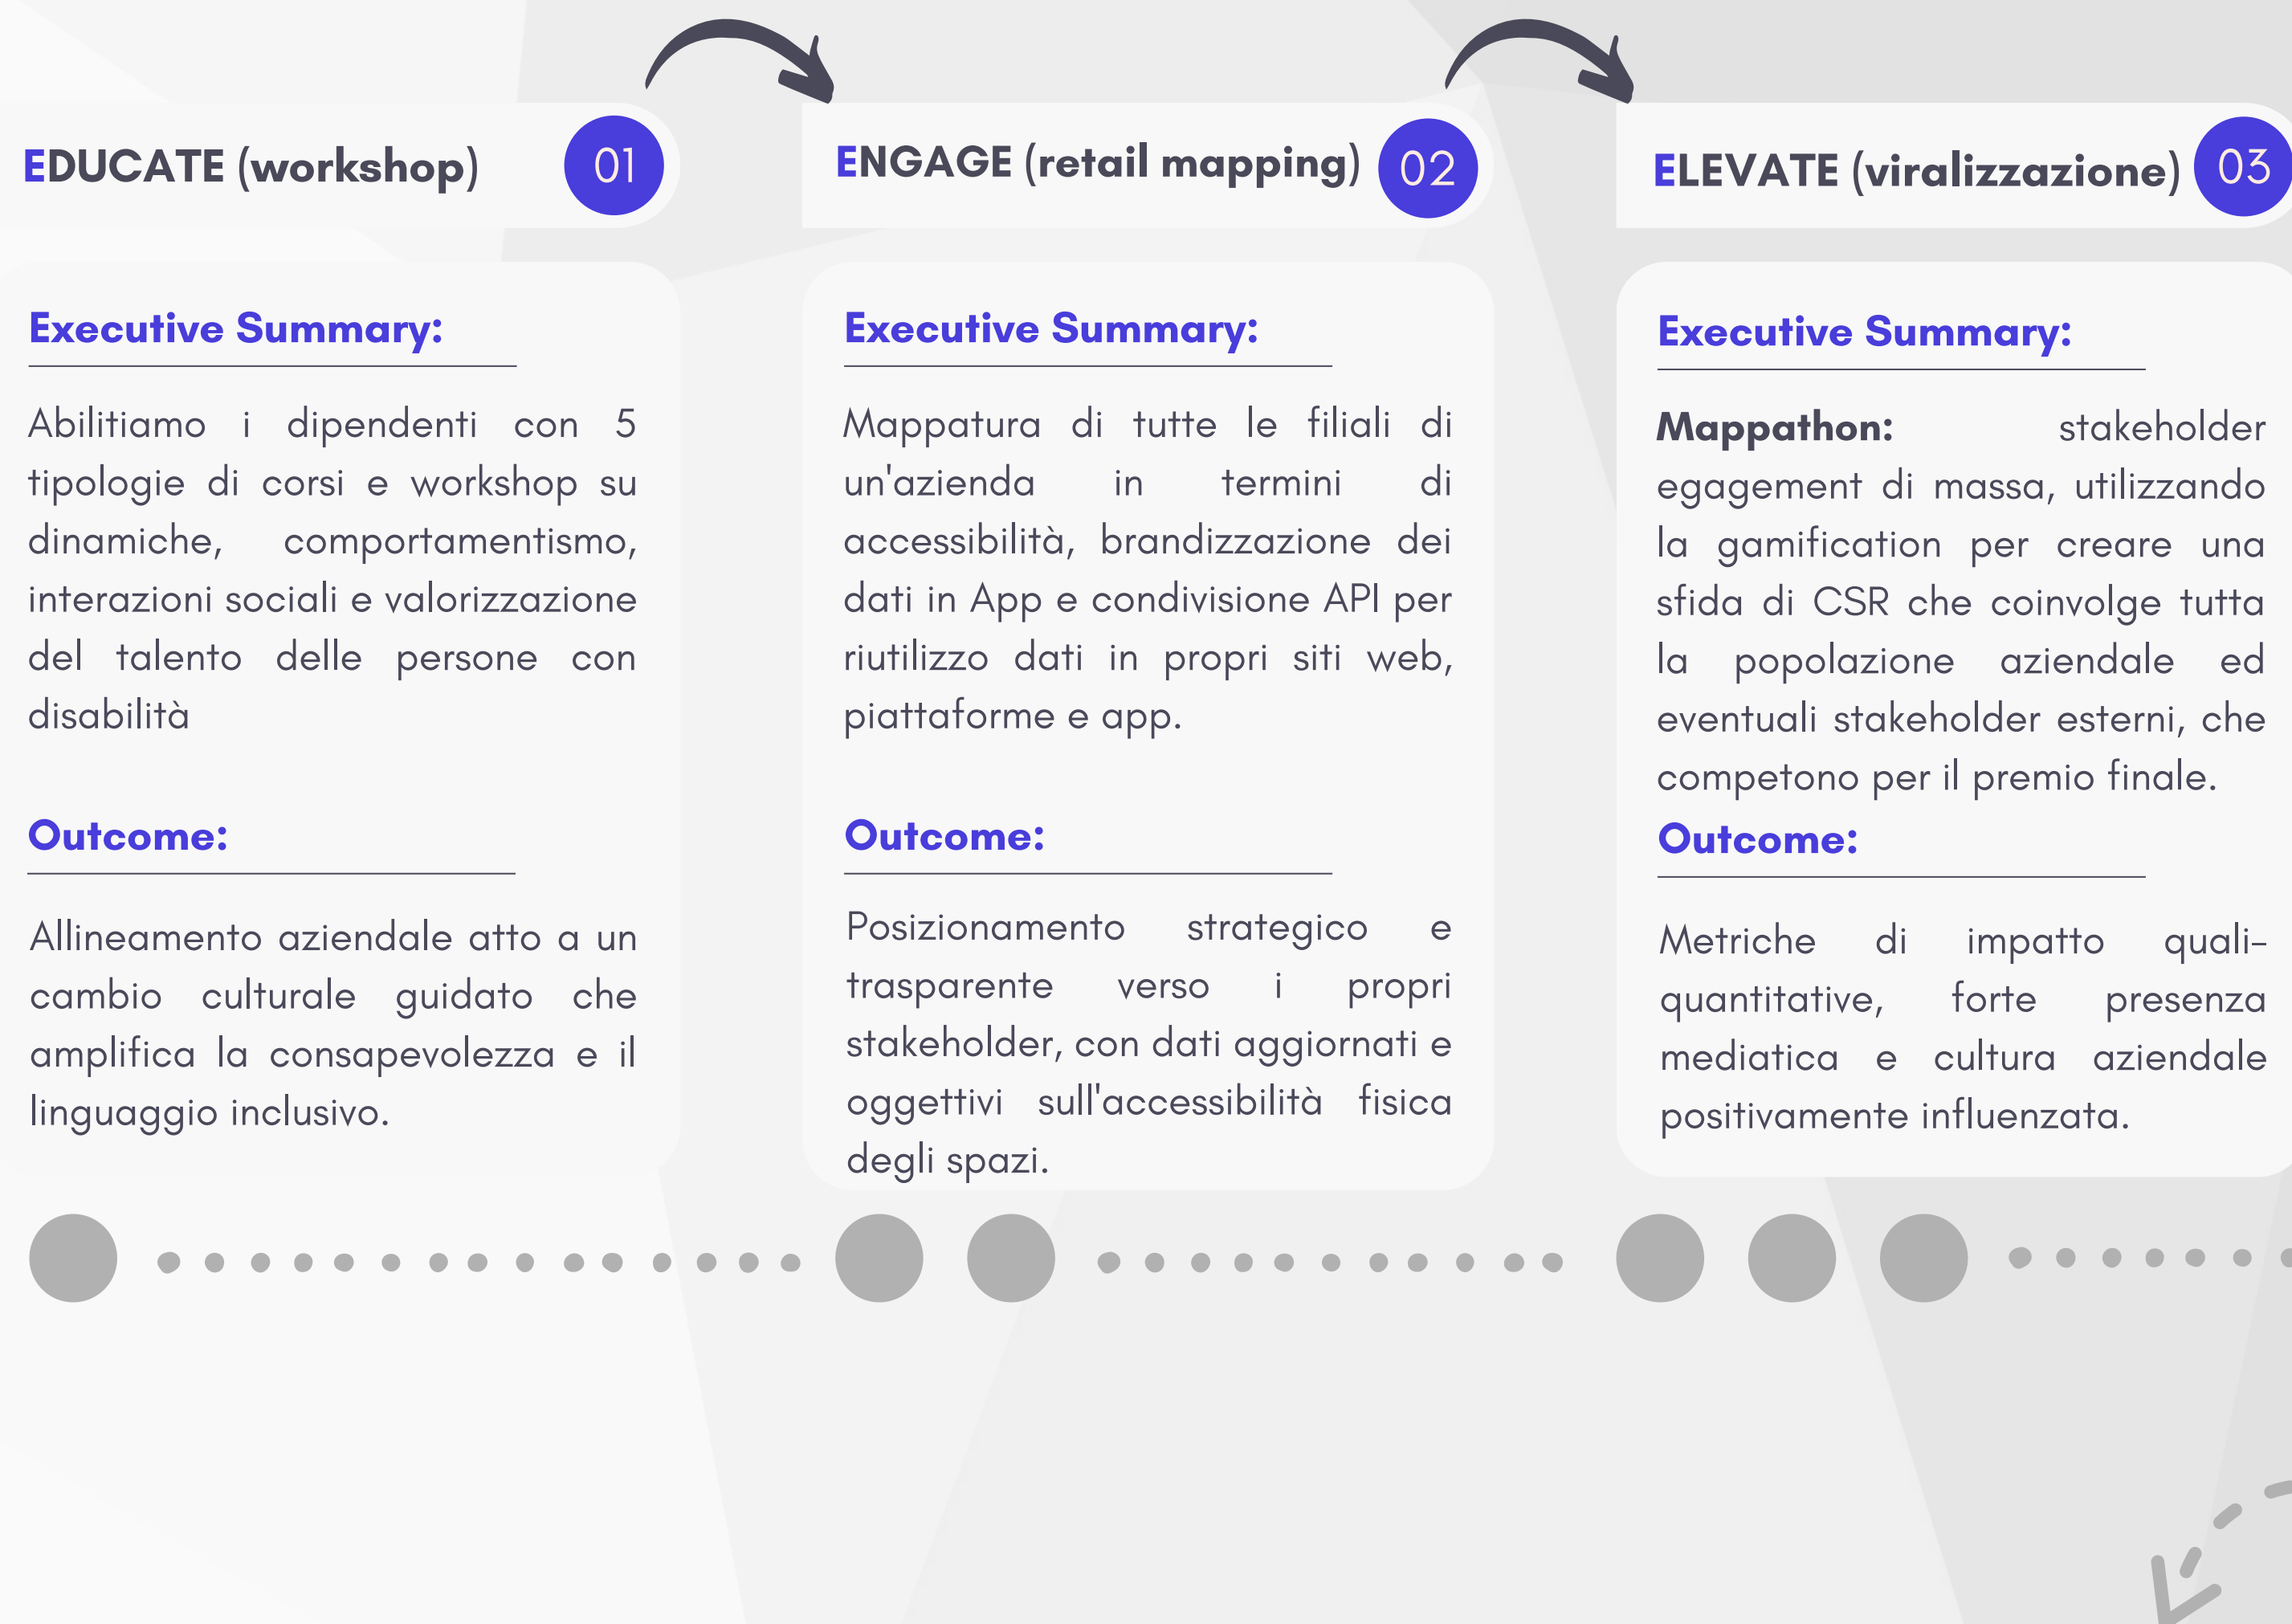 EDUCATE (workshop)
01
Executive Summary:
Abilitiamo i dipendenti con 5
tipologie di corsi e workshop su
dinamiche, comportamentismo,
interazioni sociali e valorizzazione
del talento delle persone con
disabilità
Outcome:
Allineamento aziendale atto a un
cambio culturale guidato che
amplifica la consapevolezza e il
linguaggio inclusivo.
ENGAGE (retail mapping)
02
Executive Summary:
Mappatura di tutte le filiali di
un'azienda in termini di
accessibilità, brandizzazione dei
dati in App e condivisione API per
riutilizzo dati in propri siti web,
piattaforme e app.
Outcome:
Posizionamento strategico e
trasparente verso i propri
stakeholder, con dati aggiornati e
oggettivi sull'accessibilità fisica
degli spazi.
ELEVATE (viralizzazione)
03
Executive Summary:
Mappathon: stakeholder
egagement di massa, utilizzando
la gamification per creare una
sfida di CSR che coinvolge tutta
la popolazione aziendale ed
eventuali stakeholder esterni, che
competono per il premio finale.
Outcome:
Metriche di impatto quali-
quantitative, forte presenza
mediatica e cultura aziendale
positivamente influenzata.